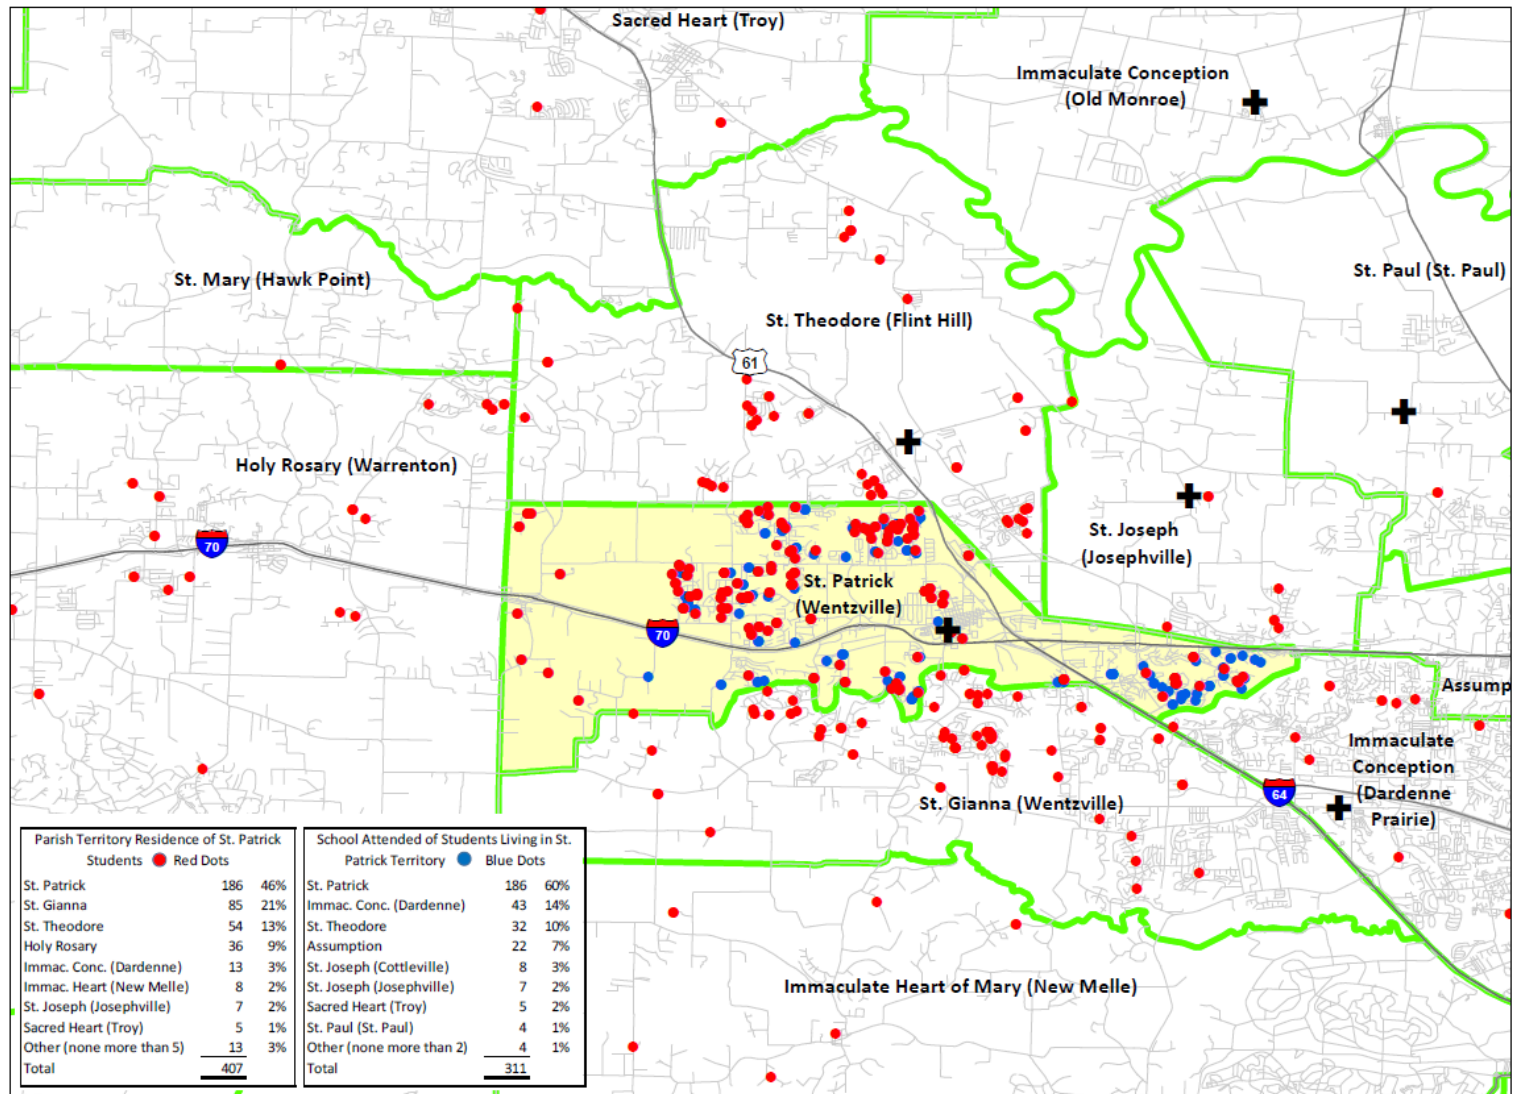 Sacred Heart (Troy)
Immaculate Conception
(Old Monroe)
St. Mary (Hawk Point)
St. Paul (St. Paul)
St. Theodore (Flint Hill)
61
Holy Rosary (Warrenton)
70
St. Joseph
(Josephville)
St. Patrick
(Wentzville)
70
Assump
Immaculate
Conception
(Dardenne
Prairie)
64
St. Gianna (Wentzville)
Immaculate Heart of Mary (New Melle)
Parish Territory Residence of St. Patrick
Students Red Dots
St. Patrick 186 46%
St. Gianna 85 21%
St. Theodore 54 13%
Holy Rosary 36 9%
Immac. Conc. (Dardenne) 13 3%
Immac. Heart (New Melle) 8 2%
St. Joseph (Josephville) 7 2%
Sacred Heart (Troy) 5 1%
Other (none more than 5) 13 3%
Total 407
School Attended of Students Living in St.
Patrick Territory Blue Dots
St. Patrick 186 60%
Immac. Conc. (Dardenne) 43 14%
St. Theodore 32 10%
Assumption 22 7%
St. Joseph (Cottleville) 8 3%
St. Joseph (Josephville) 7 2%
Sacred Heart (Troy) 5 2%
St. Paul (St. Paul) 4 1%
Other (none more than 2) 4 1%
Total 311